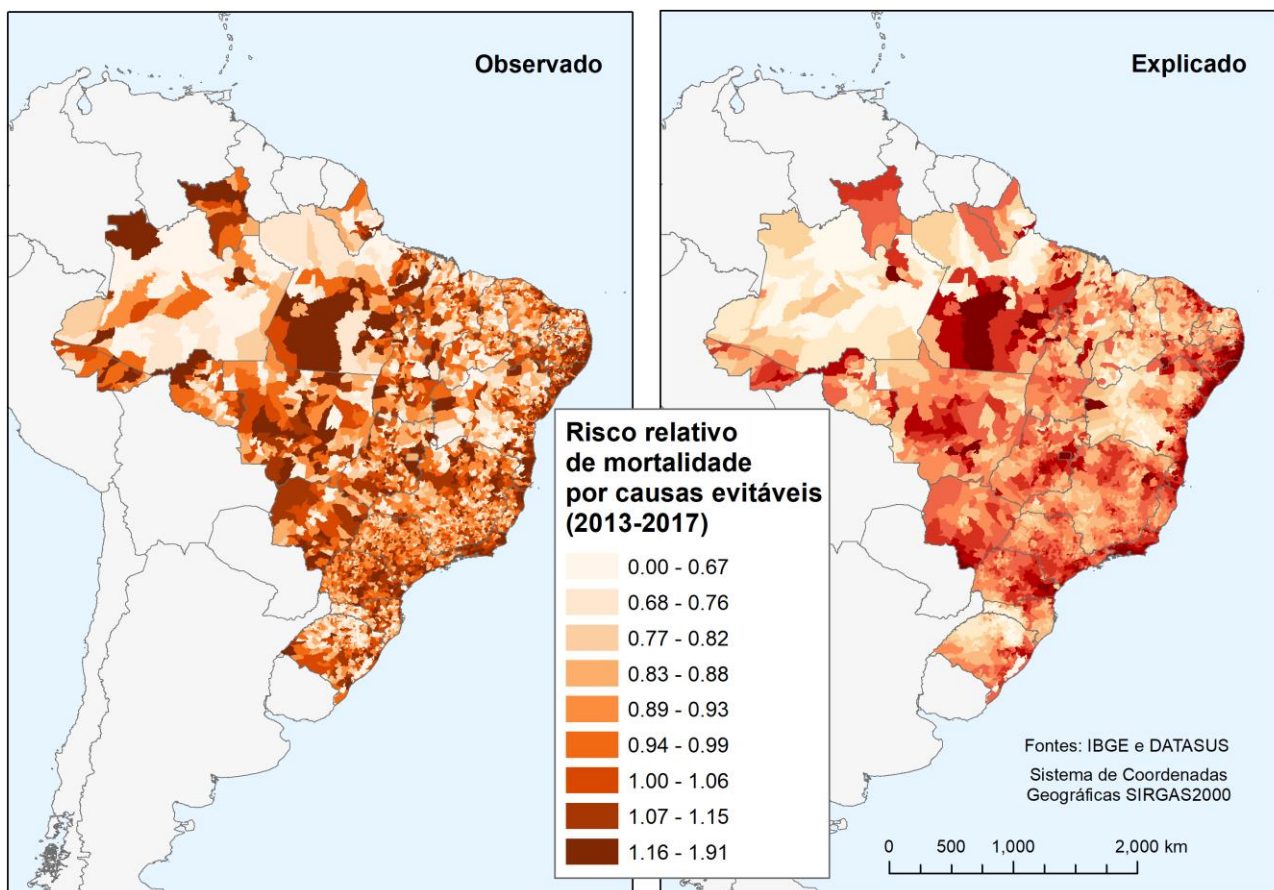 Observado
Explicado
Risco relativo
de mortalidade
por causas evitáveis
(2013-2017)
0.00 - 0.67
0.68 - 0.76
0.77 - 0.82
0.83 - 0.88
0.89 - 0.93
0.94 - 0.99
1.00 - 1.06
1.07 - 1.15
1.16 - 1.91
Fontes: IBGE e DATASUS
Sistema de Coordenadas
Geográficas SIRGAS2000
0 500 1,000 2,000 km